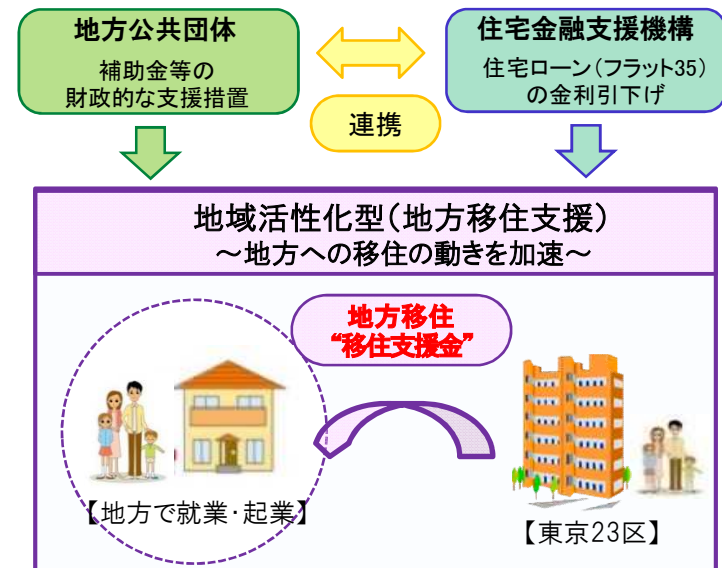 地方公共団体
補助金等の
財政的な支援措置
連携
住宅金融支援機構
住宅ローン(フラット35)
の金利引下げ
地域活性化型(地方移住支援)
～地方への移住の動きを加速～
地方移住
“移住支援金”
【地方で就業・起業】
【東京23区】